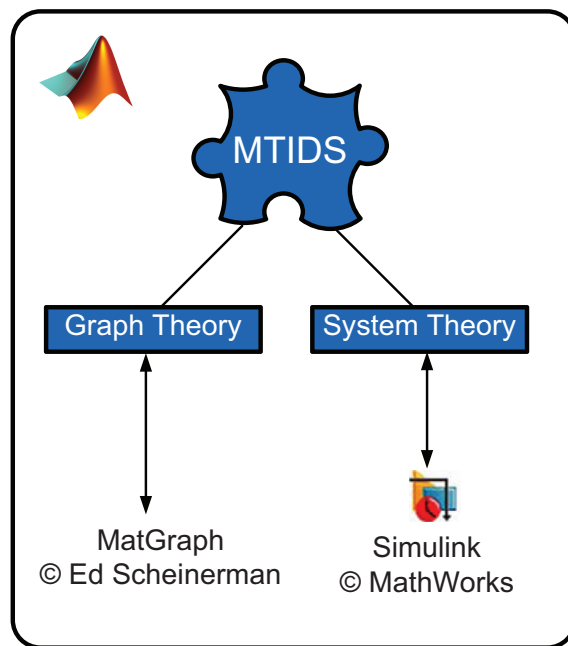 MTIDS
Graph Theory
System Theory
MatGraph
© Ed Scheinerman
Simulink
© MathWorks